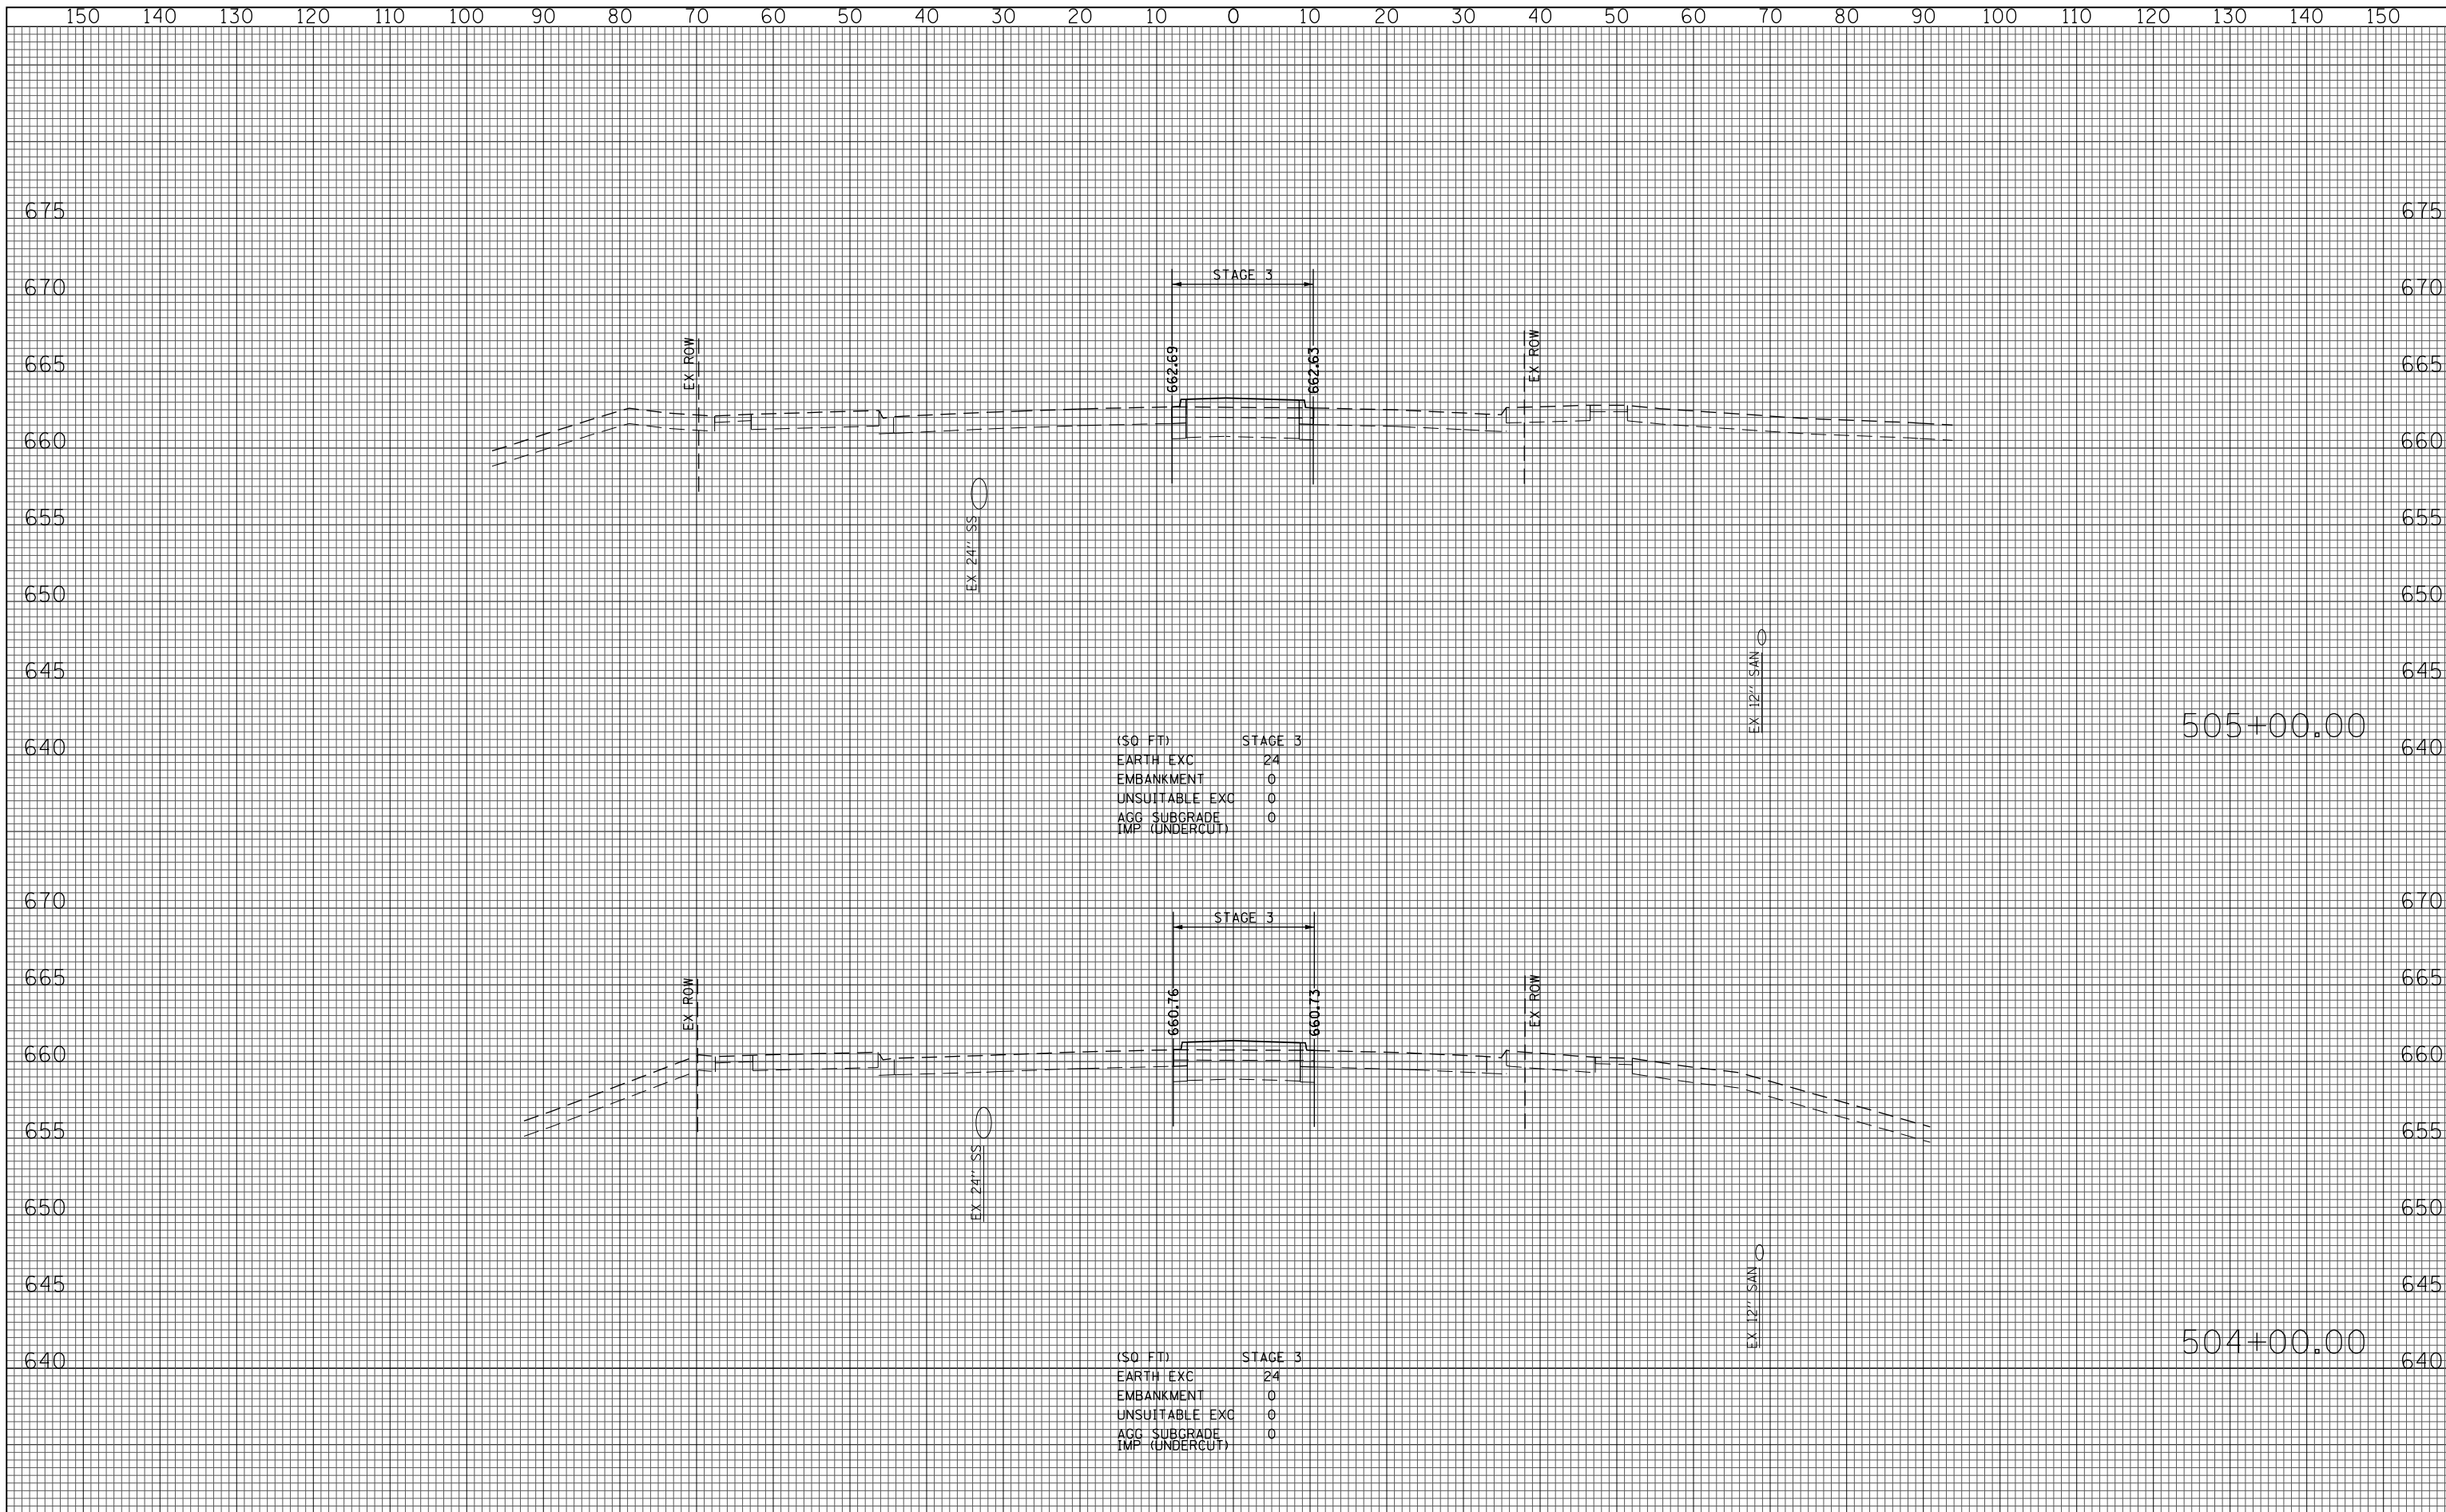 150 140 130 120 110 100 90 80 70 60 50 40 30 20 10 0 10 20 30 40 50 60 70 80 90 100 110 120 130 140 150
675 675
STAGE 3
670 670
EX ROW 662.69 662.63 EX ROW
665 665
660 660
EX 24'' SS
655 655
650 650
EX 12'' SAN
645 645
505+00.00
640 640
(SQ FT) STAGE 3
EARTH EXC 24
EMBANKMENT 0
UNSUITABLE EXC 0
AGG SUBGRADE 0
IMP (UNDERCUT)
670 670
STAGE 3
665 665
EX ROW 660.76 660.73 EX ROW
660 660
655 655
EX 24'' SS
650 650
645 645
EX 12'' SAN
504+00.00
640 640
(SQ FT) STAGE 3
EARTH EXC 24
EMBANKMENT 0
UNSUITABLE EXC 0
AGG SUBGRADE 0
IMP (UNDERCUT)